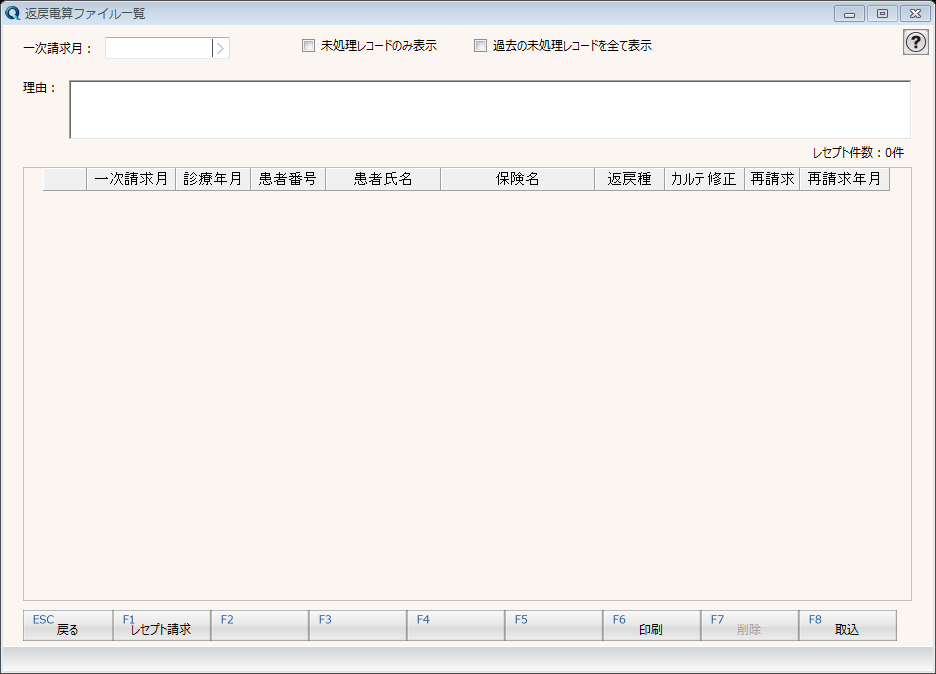 返戻電算ファイル一覧
一次請求月：
未処理レコードのみ表示
過去の未処理レコードを全て表示
?
理由：
レセプト件数：0件
一次請求月 診療年月 患者番号 患者氏名 保険名 返戻種 カルテ修正 再請求 再請求年月
ESC 戻る F1 レセプト請求 F2 F3 F4 F5 F6 印刷 F7 削除 F8 取込